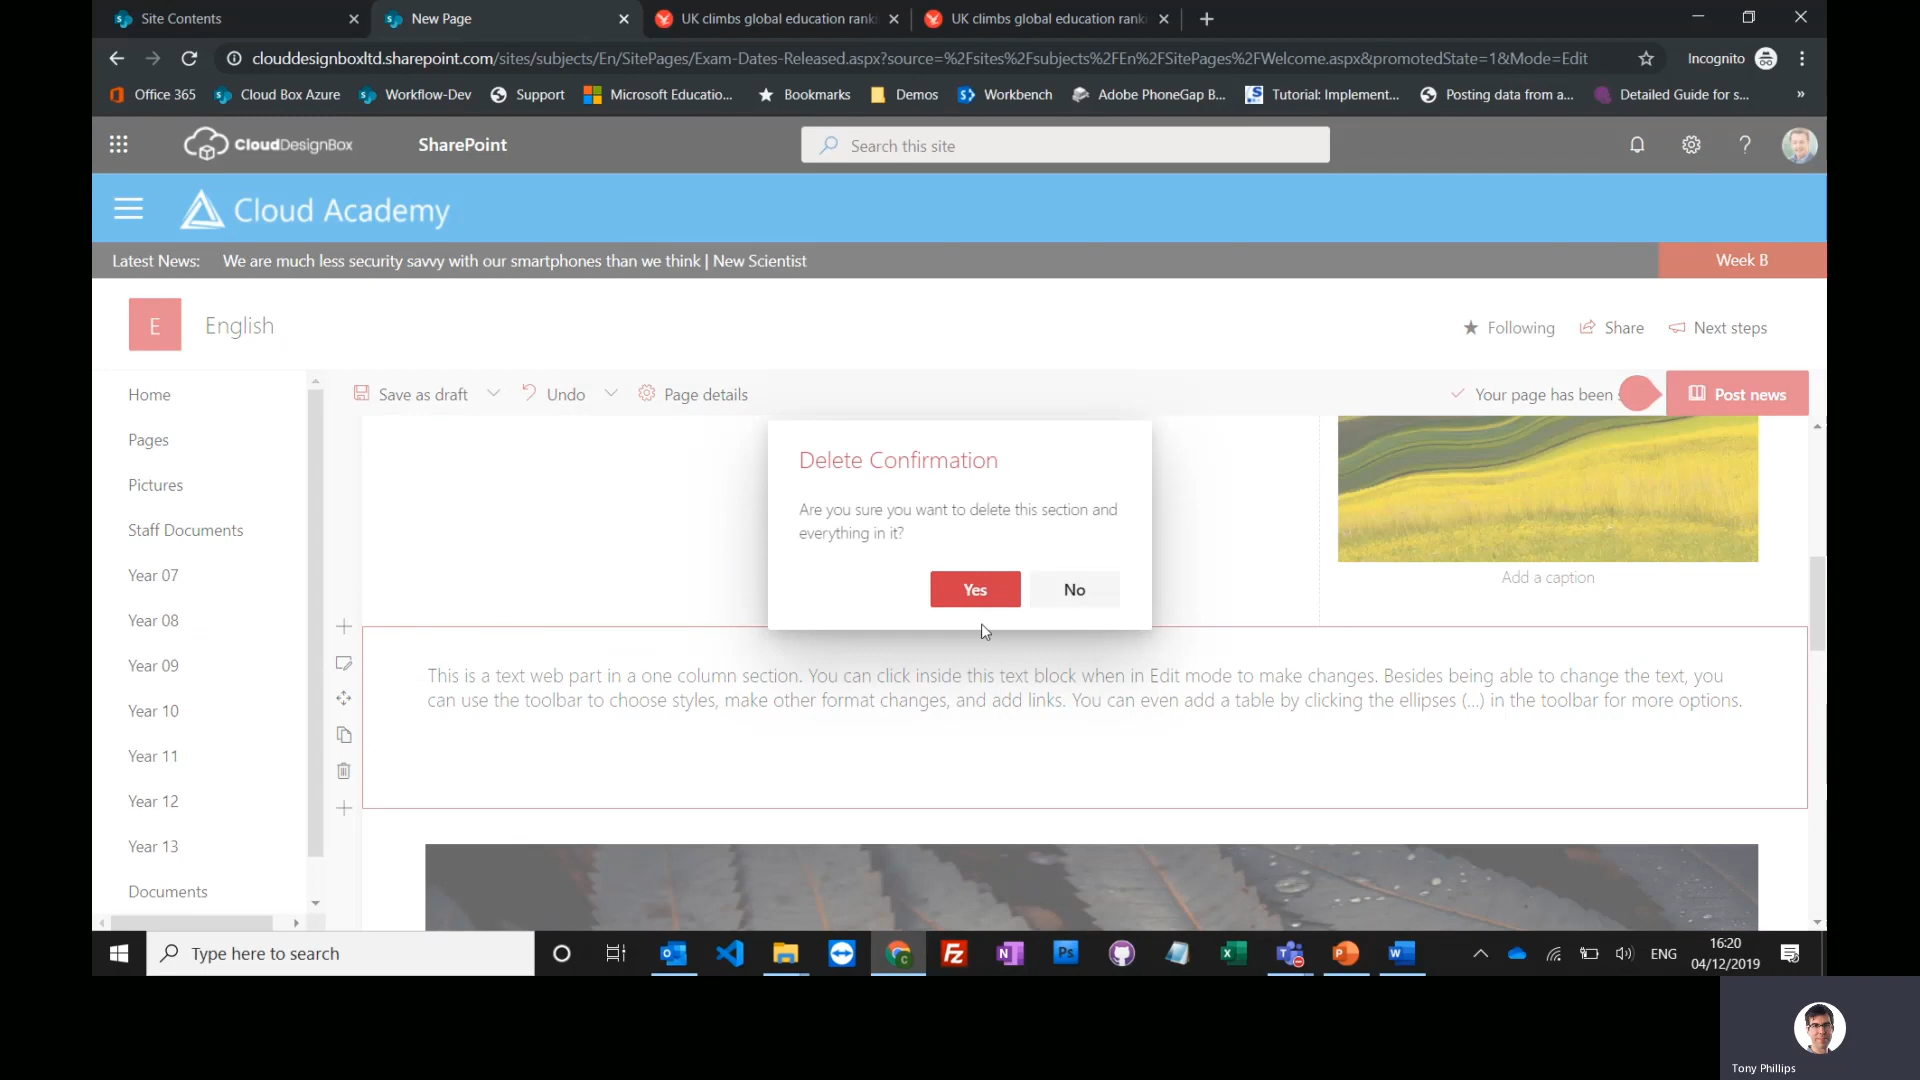 Site Contents
New Page
UK climbs global education ranki
UK climbs global education ranki
clouddesignboxltd.sharepoint.com/sites/subjects/En/SitePages/Exam-Dates-Released.aspx?source=%2Fsites%2Fsubjects%2FEn%2FSitePages%2FWelcome.aspx&promotedState=1&Mode=Edit
Incognito
Office 365
Cloud Box Azure
Workflow-Dev
Support
Microsoft Educatio...
Bookmarks
Demos
Workbench
Adobe PhoneGap B...
Tutorial: Implement...
Posting data from a...
Detailed Guide for s...
»
CloudDesignBox
SharePoint
Search this site
Cloud Academy
Latest News: We are much less security savvy with our smartphones than we think | New Scientist
Week B
E
English
Following
Share
Next steps
Home
Pages
Pictures
Staff Documents
Year 07
Year 08
Year 09
Year 10
Year 11
Year 12
Year 13
Documents
Save as draft
Undo
Page details
Your page has been
Post news
Delete Confirmation
Are you sure you want to delete this section and
everything in it?
Yes
No
Add a caption
This is a text web part in a one column section. You can click inside this text block when in Edit mode to make changes. Besides being able to change the text, you
can use the toolbar to choose styles, make other format changes, and add links. You can even add a table by clicking the ellipses (...) in the toolbar for more options.
Type here to search
ENG
16:20
04/12/2019
Tony Phillips